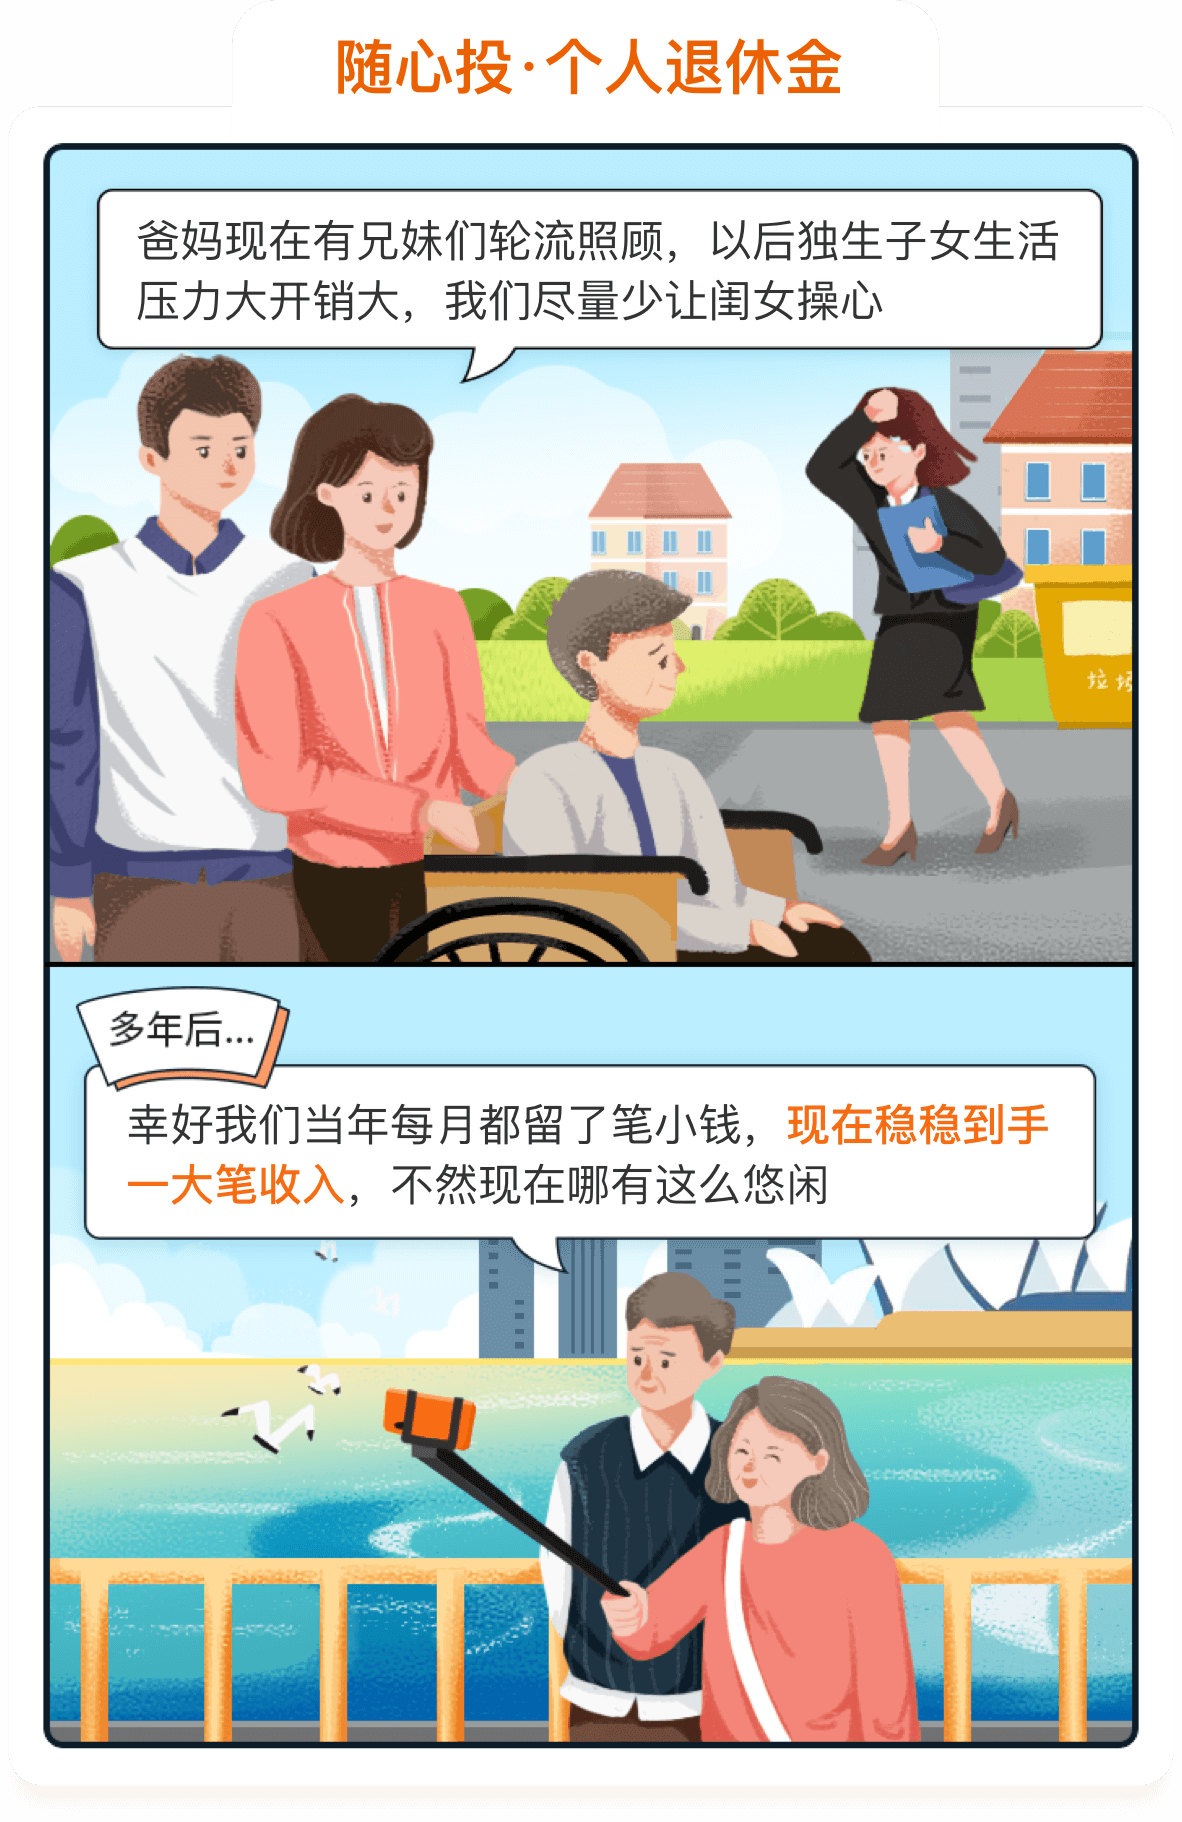 随心投·个人退休金
爸妈现在有兄妹们轮流照顾，以后独生子女生活
压力大开销大，我们尽量少让闺女操心
垃
多年后...
幸好我们当年每月都留了笔小钱，现在稳稳到手
一大笔收入，不然现在哪有这么悠闲